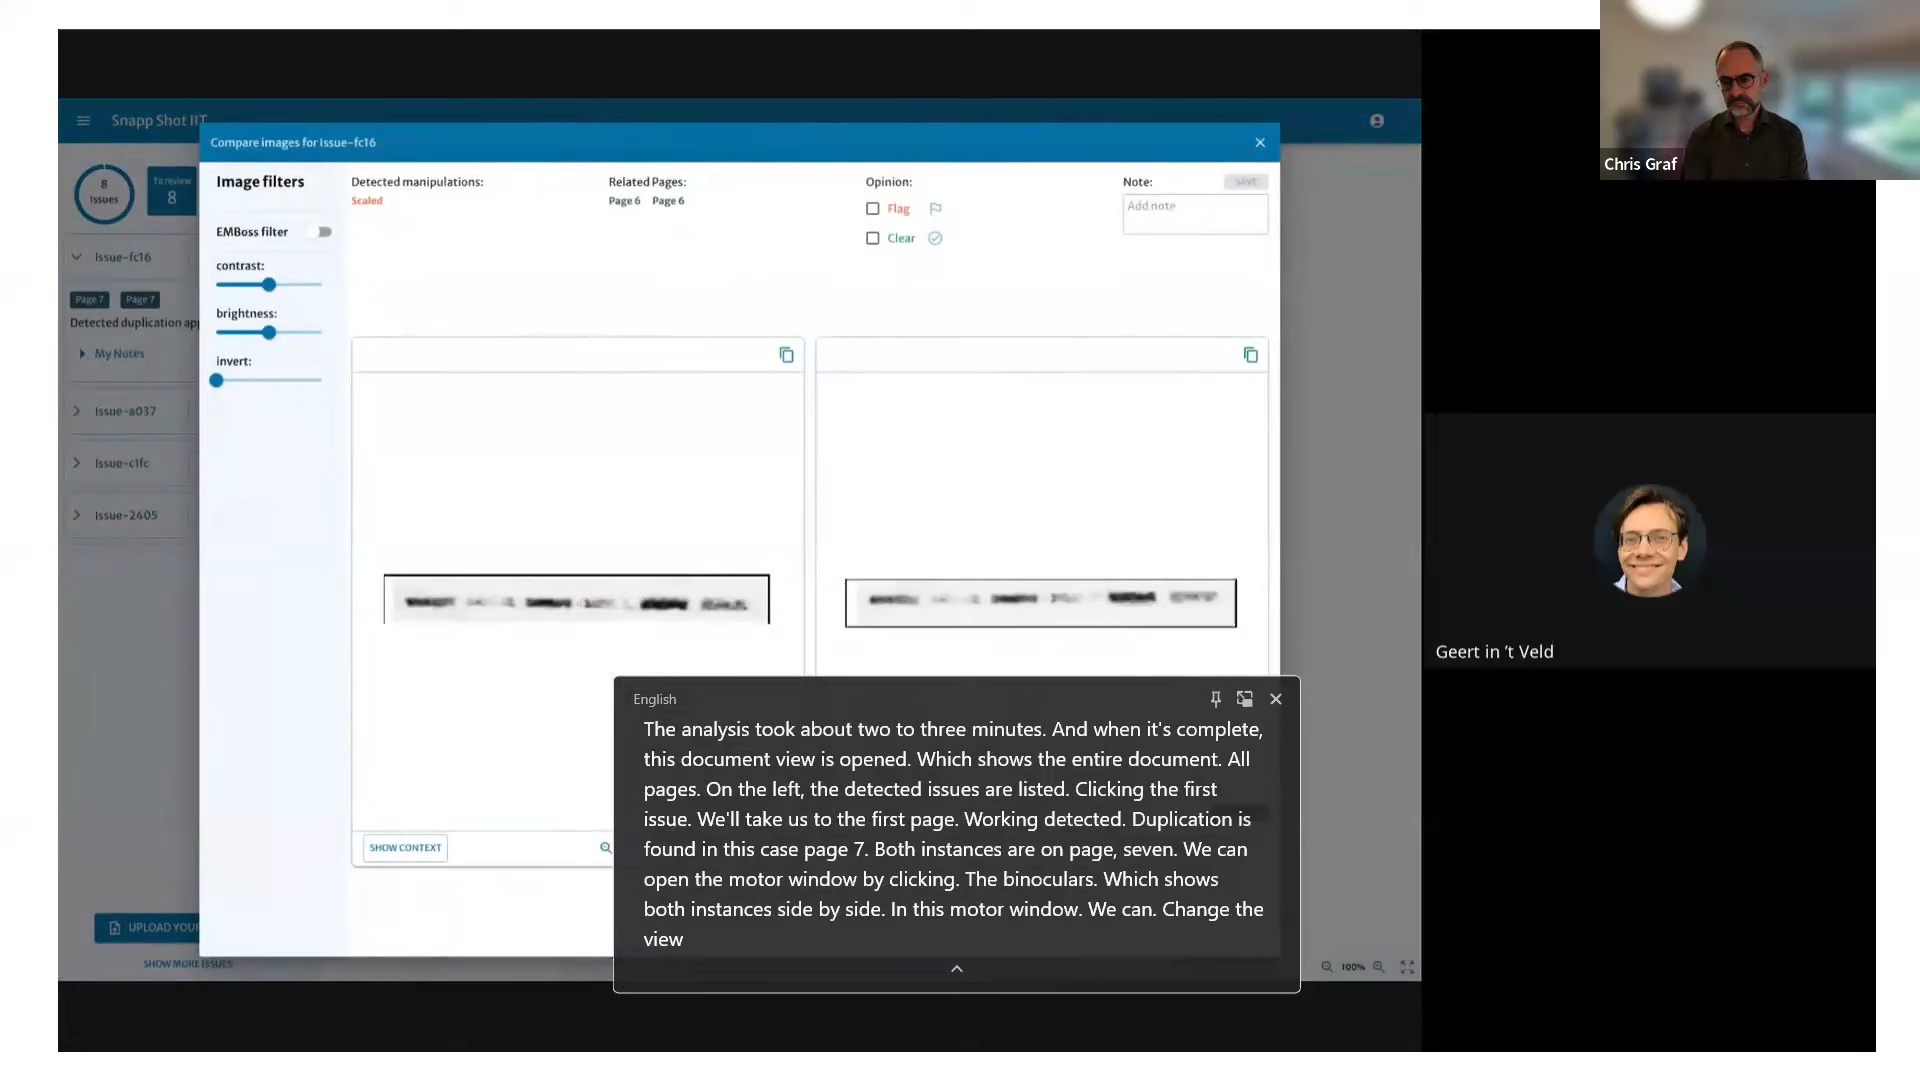 Snapp Shot IIT
Compare images for Issue-fc16
8
Issues
To review
8
Issue-fc16
Page 7 Page 7
Detected duplication
My Notes
Issue-a037
Issue-c1fc
Issue-2405
UPLOAD
SHOW MORE ISSUES
Image filters
EMBoss filter
contrast:
brightness:
invert:
Detected manipulations:
Scaled
Related Pages:
Page 6 Page 6
Opinion:
Flag
Clear
Note:
SAVE
Add note
SHOW CONTEXT
English
The analysis took about two to three minutes. And when it's complete,
this document view is opened. Which shows the entire document. All
pages. On the left, the detected issues are listed. Clicking the first
issue. We'll take us to the first page. Working detected. Duplication is
found in this case page 7. Both instances are on page, seven. We can
open the motor window by clicking. The binoculars. Which shows
both instances side by side. In this motor window. We can. Change the
view
100%
Chris Graf
Geert in 't Veld